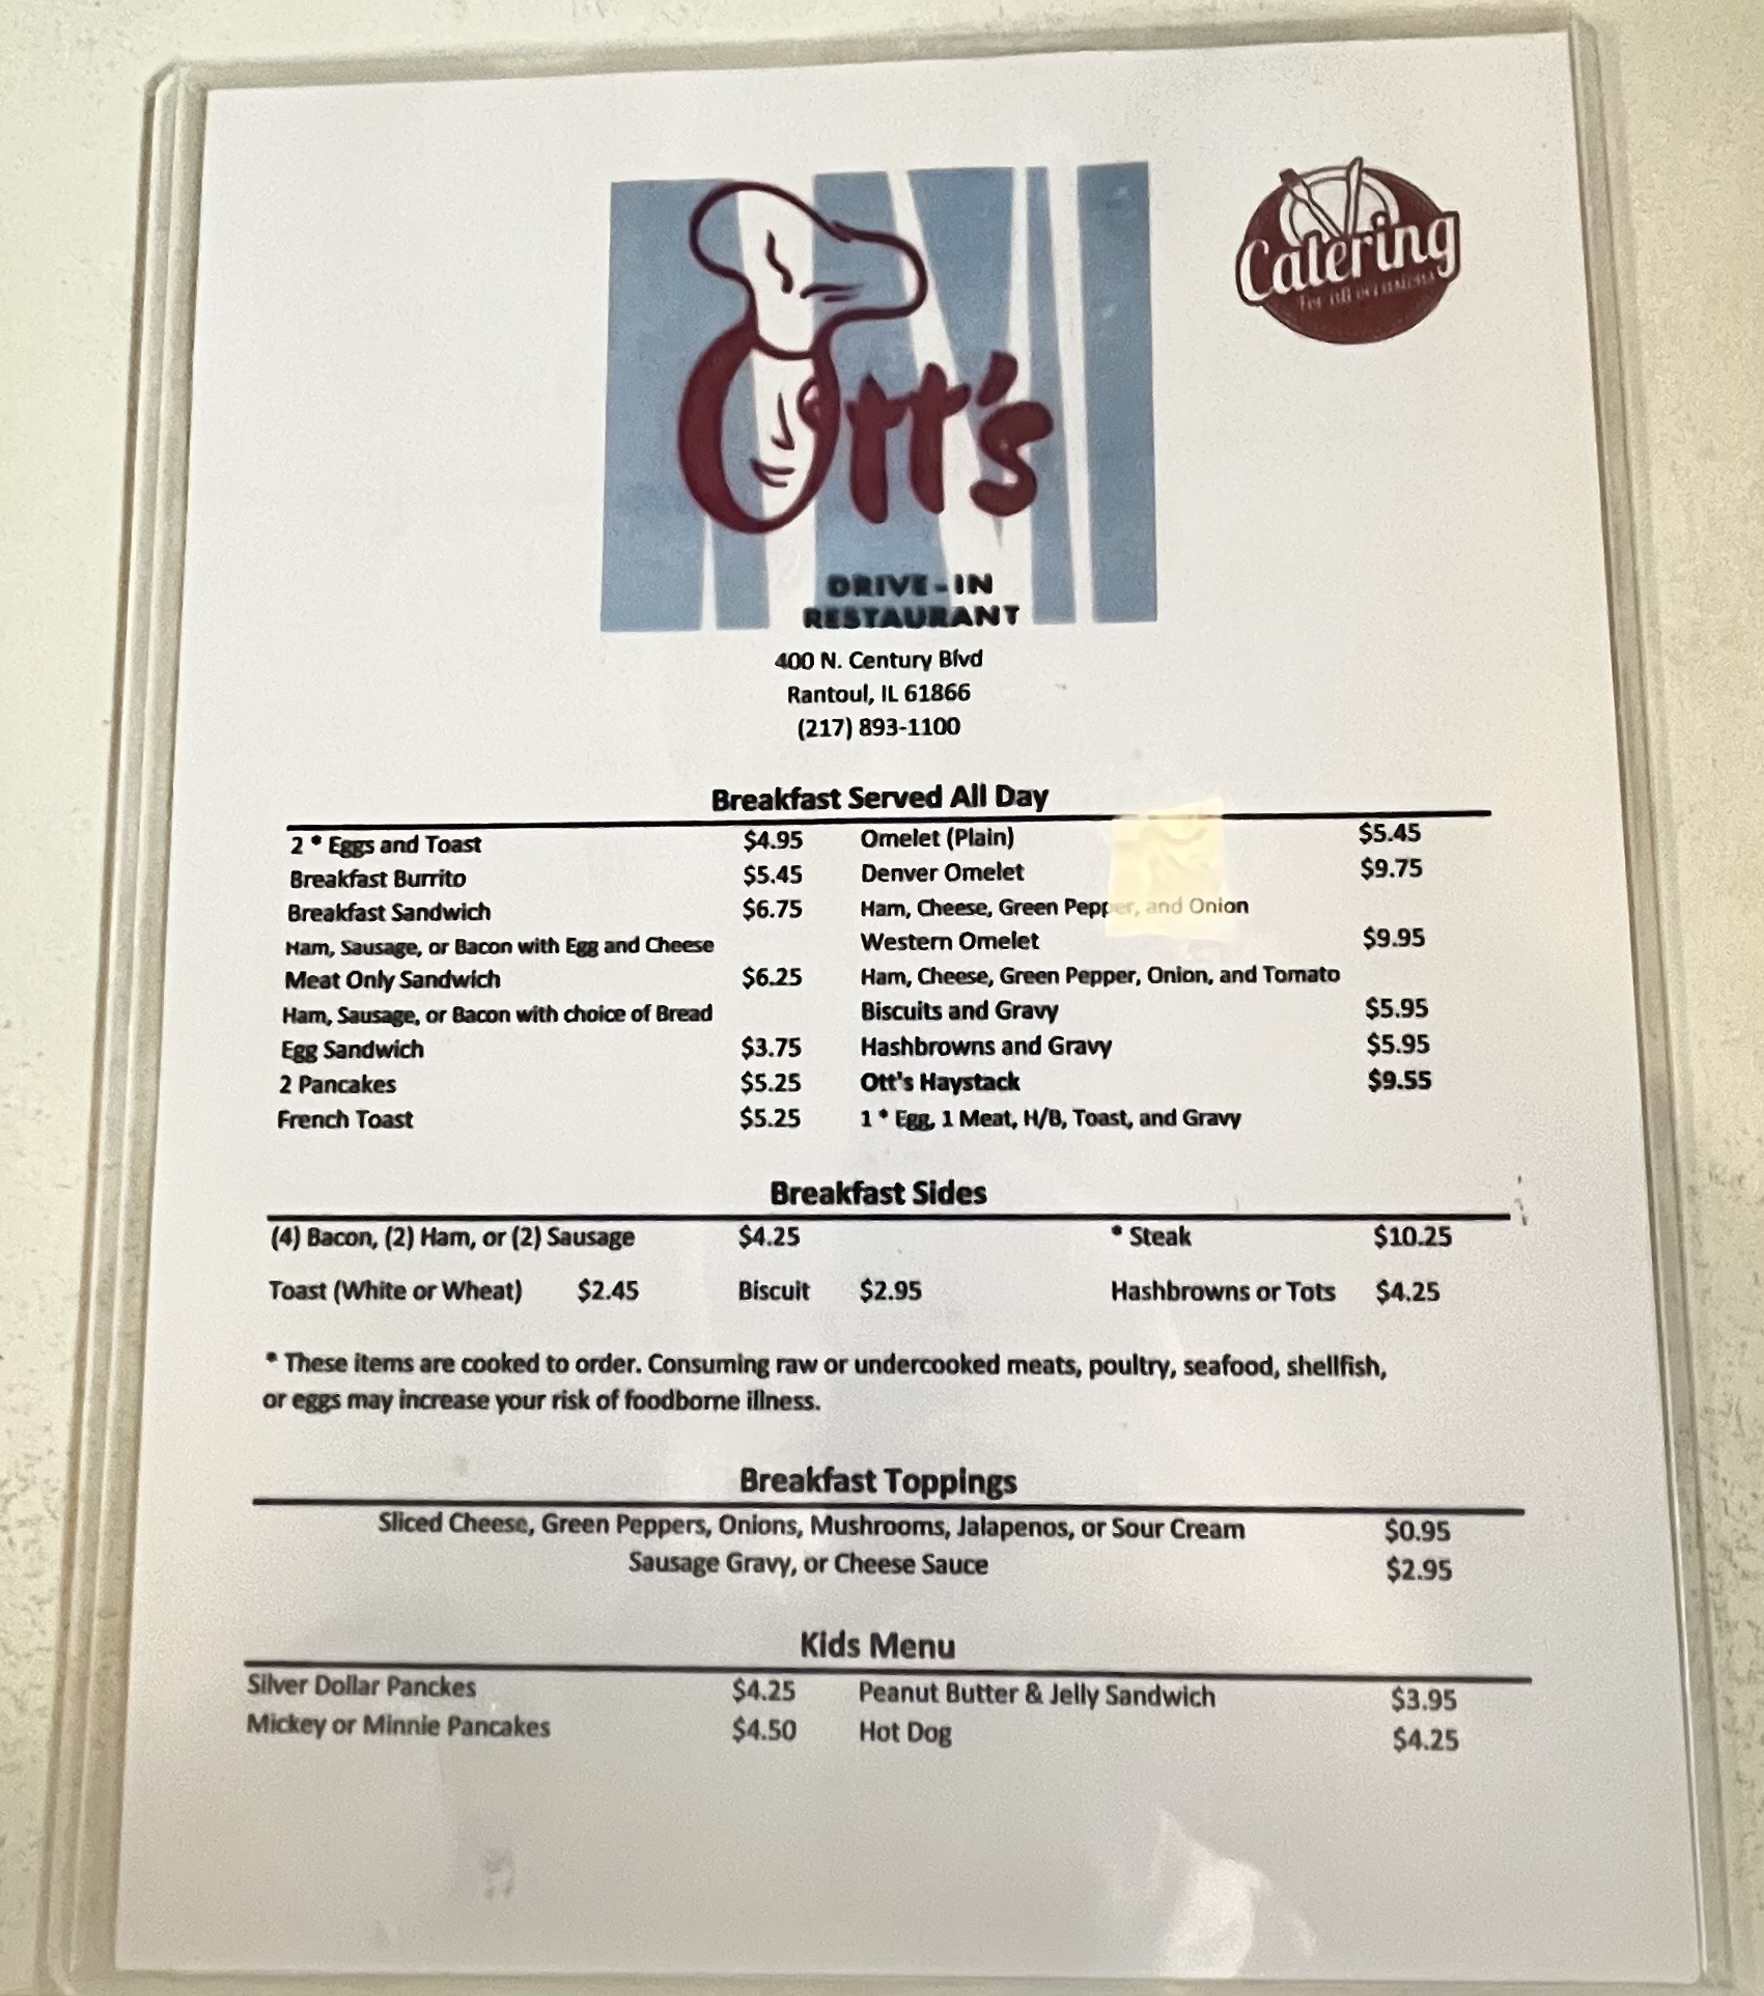 Ott's
DRIVE-IN
RESTAURANT
Catering
For all occasions
400 N. Century Blvd
Rantoul, IL 61866
(217) 893-1100
Breakfast Served All Day
2 * Eggs and Toast $4.95 Omelet (Plain) $5.45
Breakfast Burrito $5.45 Denver Omelet $9.75
Breakfast Sandwich $6.75 Ham, Cheese, Green Pepper, and Onion
Ham, Sausage, or Bacon with Egg and Cheese Western Omelet $9.95
Meat Only Sandwich $6.25 Ham, Cheese, Green Pepper, Onion, and Tomato
Ham, Sausage, or Bacon with choice of Bread Biscuits and Gravy $5.95
Egg Sandwich $3.75 Hashbrowns and Gravy $5.95
2 Pancakes $5.25 Ott's Haystack $9.55
French Toast $5.25 1 * Egg, 1 Meat, H/B, Toast, and Gravy
Breakfast Sides
(4) Bacon, (2) Ham, or (2) Sausage $4.25 * Steak $10.25
Toast (White or Wheat) $2.45 Biscuit $2.95 Hashbrowns or Tots $4.25
* These items are cooked to order. Consuming raw or undercooked meats, poultry, seafood, shellfish,
or eggs may increase your risk of foodborne illness.
Breakfast Toppings
Sliced Cheese, Green Peppers, Onions, Mushrooms, Jalapenos, or Sour Cream $0.95
Sausage Gravy, or Cheese Sauce $2.95
Kids Menu
Silver Dollar Panckes $4.25 Peanut Butter & Jelly Sandwich $3.95
Mickey or Minnie Pancakes $4.50 Hot Dog $4.25